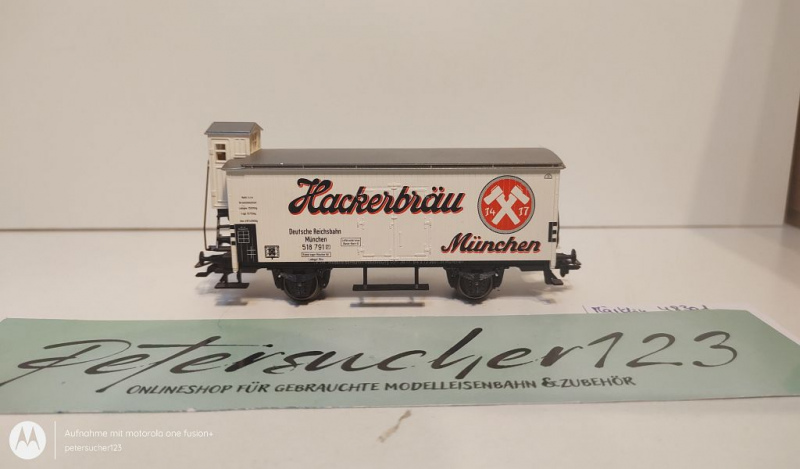 Hackerbräu
14 17
München
Deutsche Reichsbahn
München
518 791
E
Petersucher123
ONLINESHOP FÜR GEBRAUCHTE MODELLEISENBAHN & ZUBEHÖR
Aufnahme mit motorola one fusion+
petersucher123